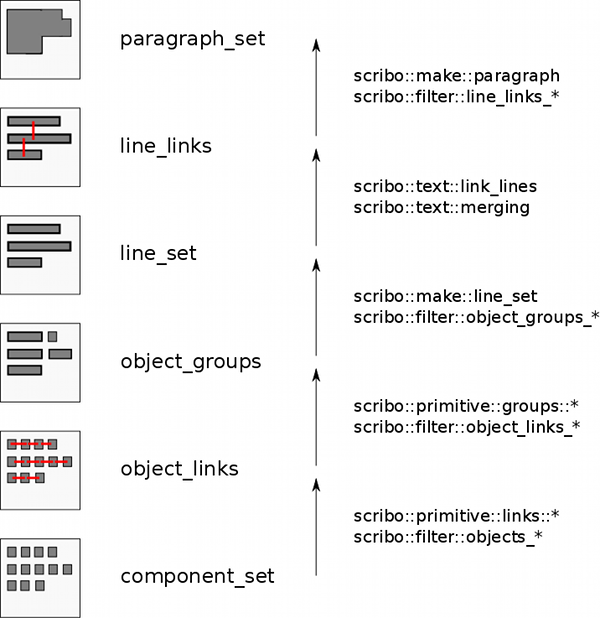 paragraph_set
scribo::make::paragraph
scribo::filter::line_links_*
line_links
scribo::text::link_lines
scribo::text::merging
line_set
scribo::make::line_set
scribo::filter::object_groups_*
object_groups
scribo::primitive::groups::*
scribo::filter::object_links_*
object_links
scribo::primitive::links::*
scribo::filter::objects_*
component_set